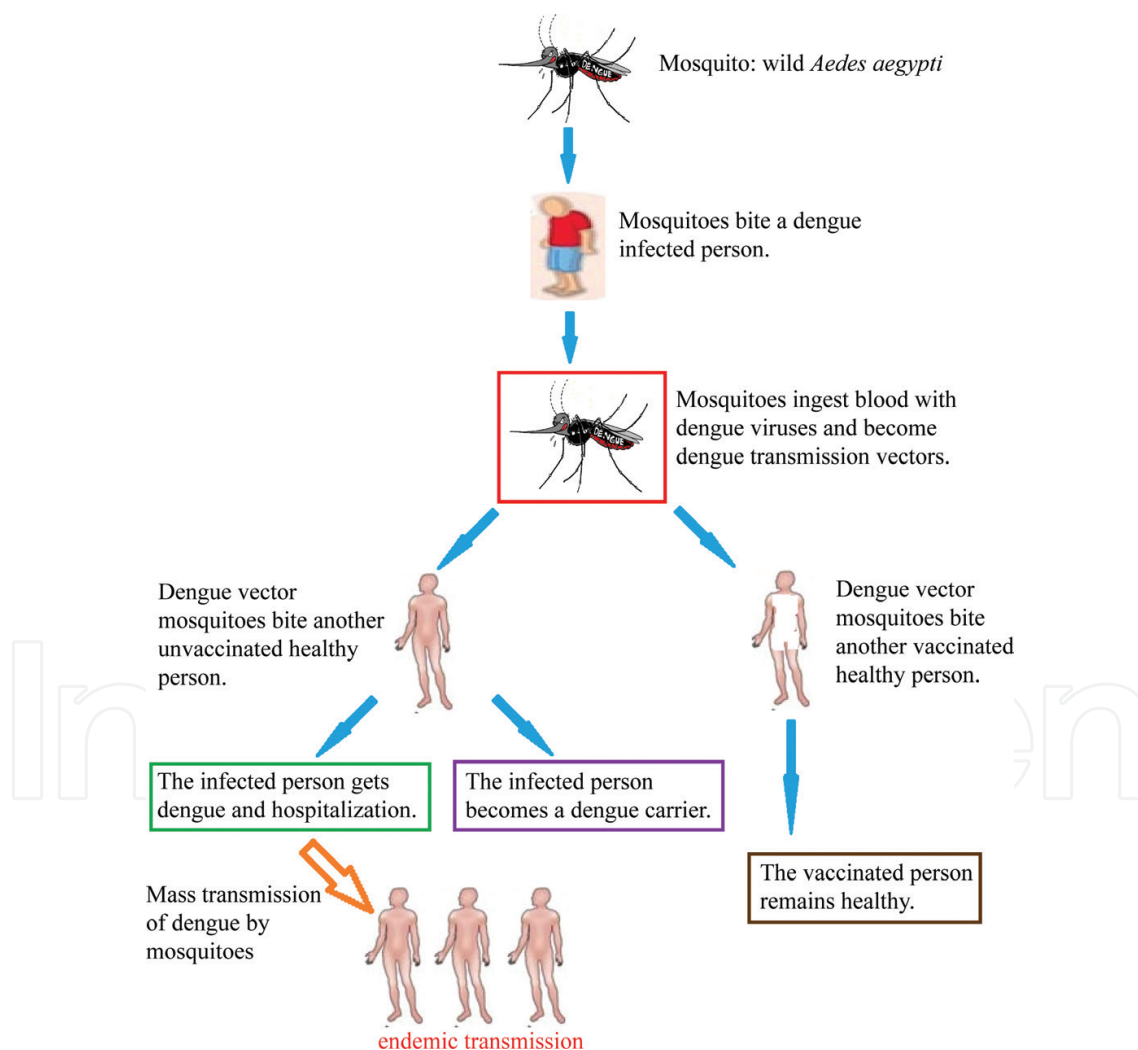 DENGUE
Mosquito: wild Aedes aegypti
Mosquitoes bite a dengue
infected person.
DENGUE
Mosquitoes ingest blood with
dengue viruses and become
dengue transmission vectors.
Dengue vector
mosquitoes bite another
unvaccinated healthy
person.
Dengue vector
mosquitoes bite
another vaccinated
healthy person.
The infected person gets
dengue and hospitalization.
The infected person
becomes a dengue carrier.
The vaccinated person
remains healthy.
Mass transmission
of dengue by
mosquitoes
endemic transmission